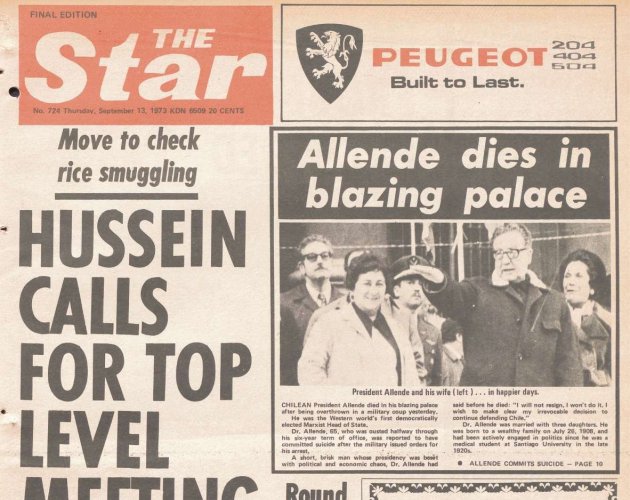 FINAL EDITION
THE
Star
No. 724 Thursday, September 13, 1973 KDN 6509 20 CENTS
PEUGEOT
204
404
504
Built to Last.
Move to check
rice smuggling
HUSSEIN
CALLS
FOR TOP
LEVEL
MEETING
Allende dies in
blazing palace
President Allende and his wife (left) . . . in happier days.
CHILEAN President Allende died in his blazing palace
after being overthrown in a military coup yesterday.
He was the Western world's first democratically
elected Marxist Head of State.
Dr. Allende, 65, who was ousted halfway through
his six-year term of office, was reported to have
committed suicide after the military issued orders for
his arrest.
A short, brisk man whose presidency was beset
with political and economic chaos, Dr. Allende had
said before he died: "I will not resign, I won't do it. I
wish to make clear my irrevocable decision to
continue defending Chile."
Dr. Allende was married with three daughters. He
was born to a wealthy family on July 26, 1908, and
had been actively engaged in politics since he was a
medical student at Santiago University in the late
1920s.
● ALLENDE COMMITS SUICIDE – PAGE 10
Round